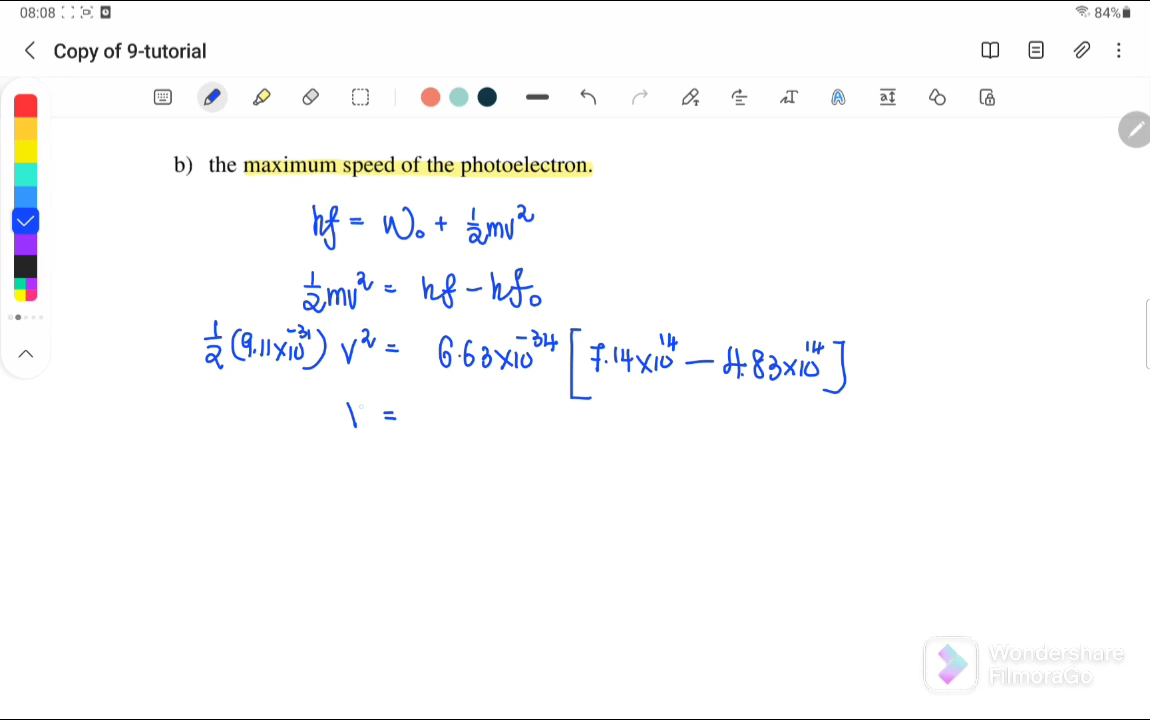 08:08 84%
Copy of 9-tutorial
b) the maximum speed of the photoelectron.
hf = W₀ + ½mv²
½mv² = hf − hf₀
½ (9.11×10⁻³¹) v² = 6.63×10⁻³⁴ [7.14×10¹⁴ − 4.83×10¹⁴]
\ =
Wondershare
FilmoraGo